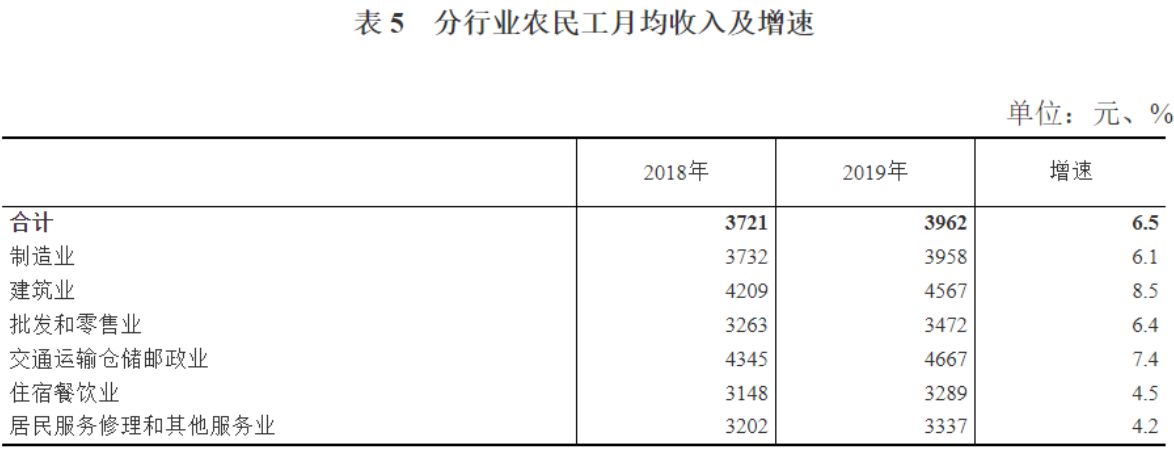 表 5 分行业农民工月均收入及增速
单位：元、%
2018年 2019年 增速
合计 3721 3962 6.5
制造业 3732 3958 6.1
建筑业 4209 4567 8.5
批发和零售业 3263 3472 6.4
交通运输仓储邮政业 4345 4667 7.4
住宿餐饮业 3148 3289 4.5
居民服务修理和其他服务业 3202 3337 4.2